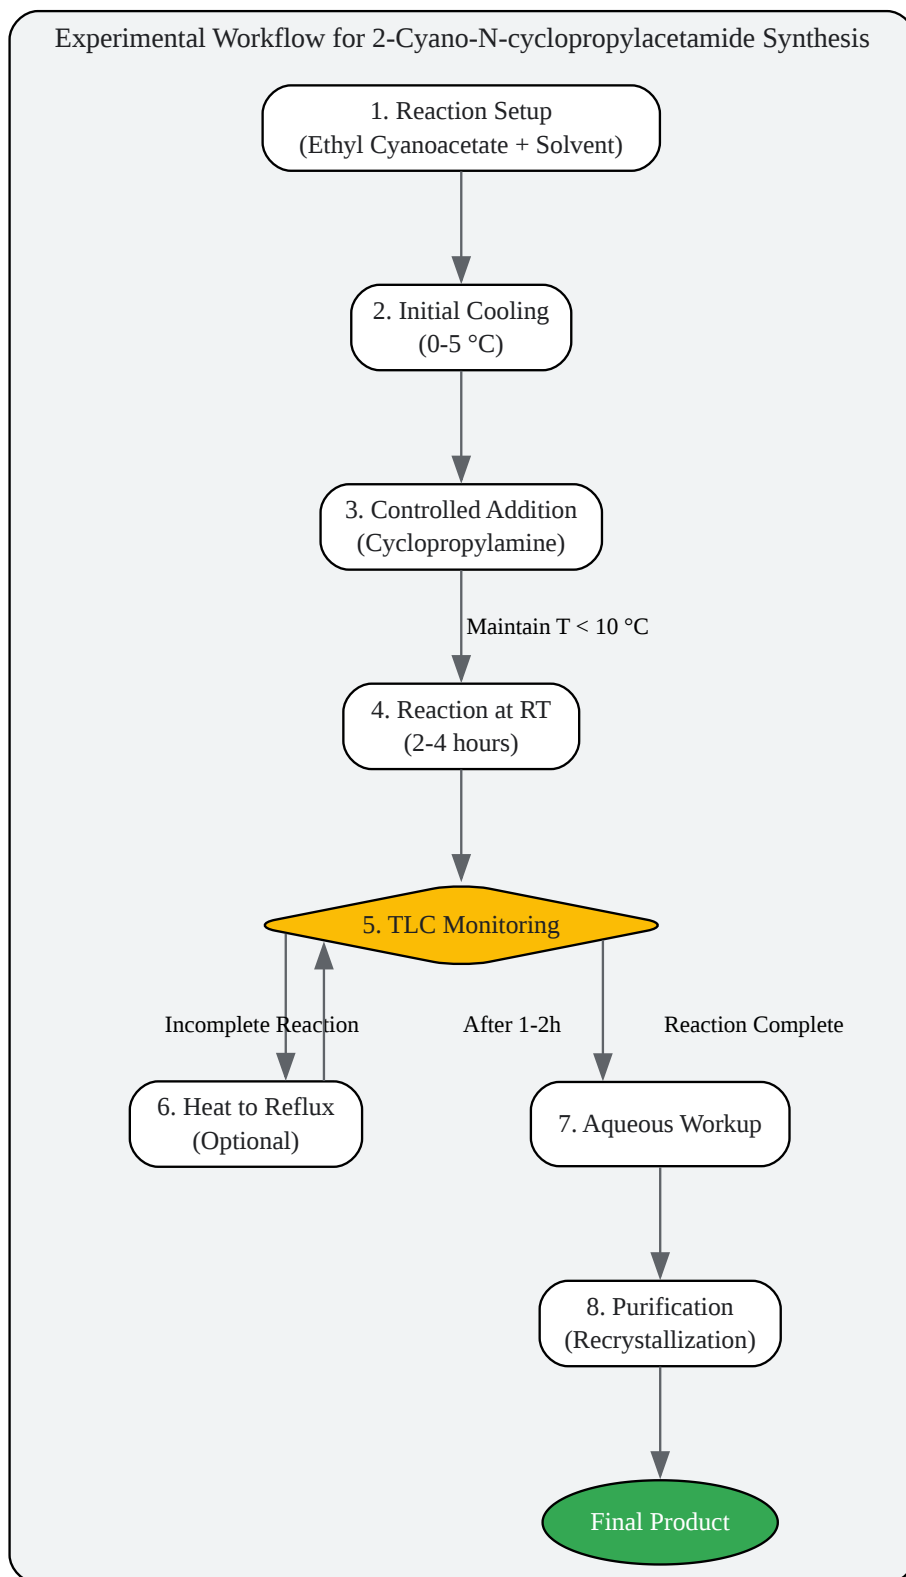 Experimental Workflow for 2-Cyano-N-cyclopropylacetamide Synthesis
1. Reaction Setup
(Ethyl Cyanoacetate + Solvent)
2. Initial Cooling
(0-5 °C)
3. Controlled Addition
(Cyclopropylamine)
Maintain T < 10 °C
4. Reaction at RT
(2-4 hours)
5. TLC Monitoring
Incomplete Reaction
After 1-2h
Reaction Complete
6. Heat to Reflux
(Optional)
7. Aqueous Workup
8. Purification
(Recrystallization)
Final Product